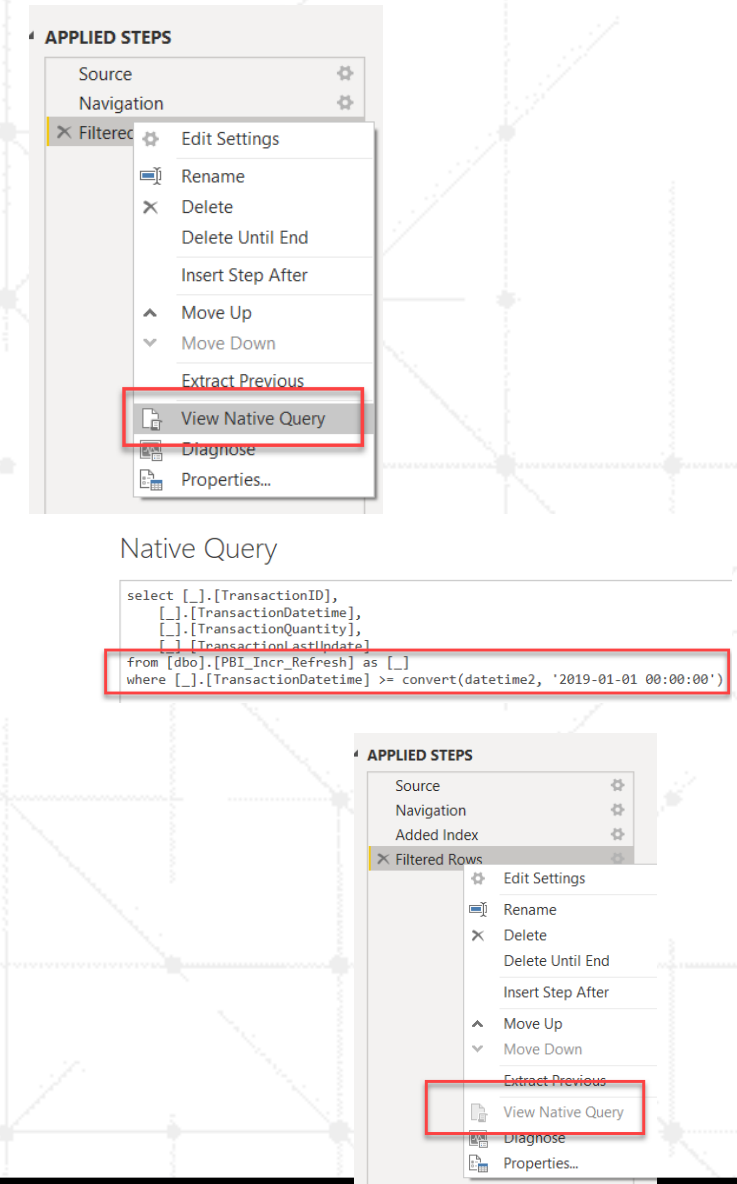 APPLIED STEPS
Source
Navigation
Filtered
Edit Settings
Rename
Delete
Delete Until End
Insert Step After
Move Up
Move Down
Extract Previous
View Native Query
Diagnose
Properties...
Native Query
select [_].[TransactionID],
[_].[TransactionDatetime],
[_].[TransactionQuantity],
[_].[TransactionLastUpdate]
from [dbo].[PBI_Incr_Refresh] as [_]
where [_].[TransactionDatetime] >= convert(datetime2, '2019-01-01 00:00:00')
APPLIED STEPS
Source
Navigation
Added Index
Filtered Rows
Edit Settings
Rename
Delete
Delete Until End
Insert Step After
Move Up
Move Down
Extract Previous
View Native Query
Diagnose
Properties...